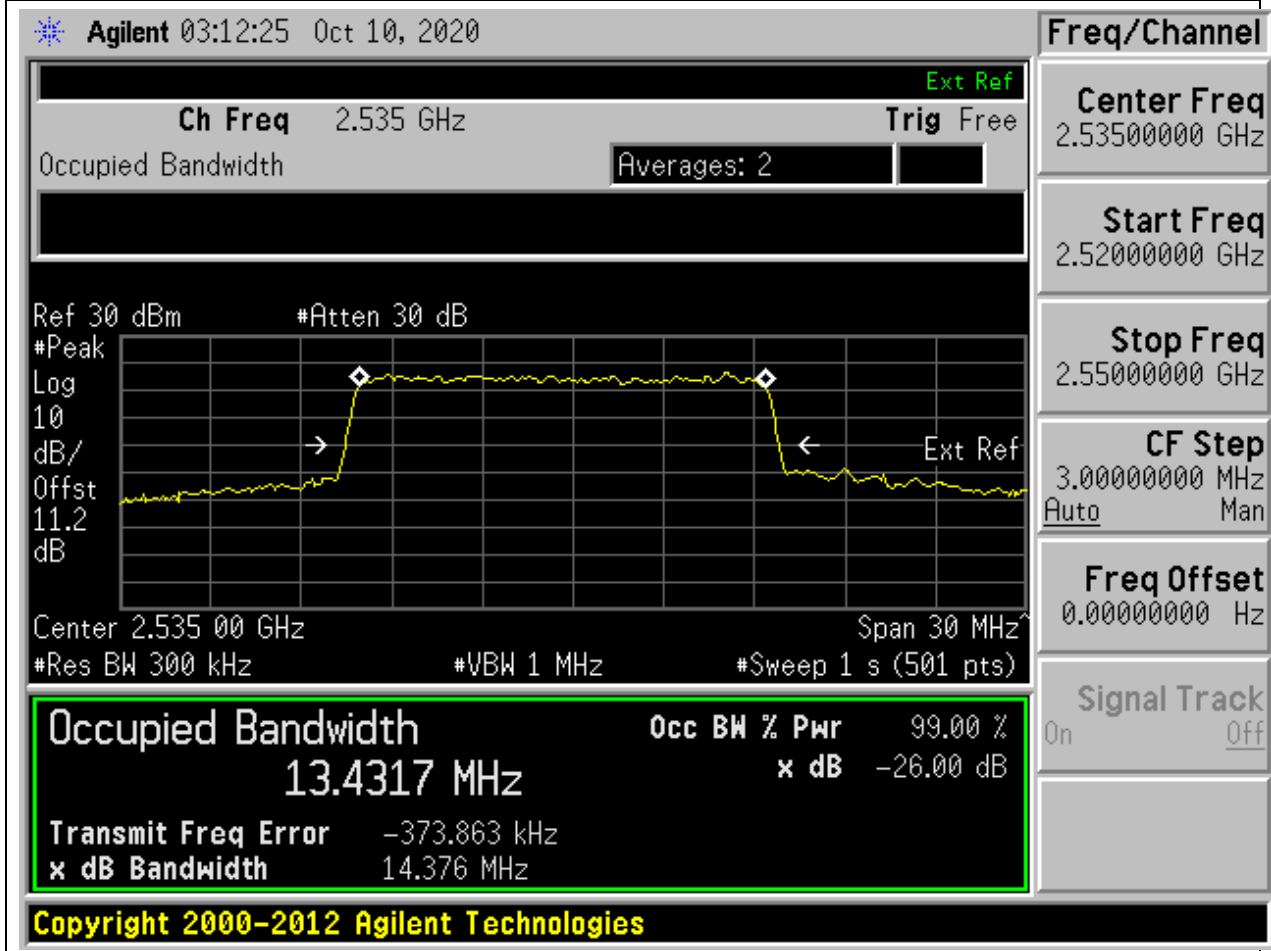 Agilent 03:12:25 Oct 10, 2020
Ext Ref
Ch Freq 2.535 GHz Trig Free
Occupied Bandwidth Averages: 2
Ref 30 dBm #Atten 30 dB
#Peak
Log
10
dB/
Offst
11.2
dB
Ext Ref
Center 2.535 00 GHz Span 30 MHz^
#Res BW 300 kHz #VBW 1 MHz #Sweep 1 s (501 pts)
Occupied Bandwidth Occ BW % Pwr 99.00 %
13.4317 MHz x dB -26.00 dB
Transmit Freq Error -373.863 kHz
x dB Bandwidth 14.376 MHz
Copyright 2000-2012 Agilent Technologies
Freq/Channel
Center Freq
2.53500000 GHz
Start Freq
2.52000000 GHz
Stop Freq
2.55000000 GHz
CF Step
3.00000000 MHz
Auto Man
Freq Offset
0.00000000 Hz
Signal Track
On Off